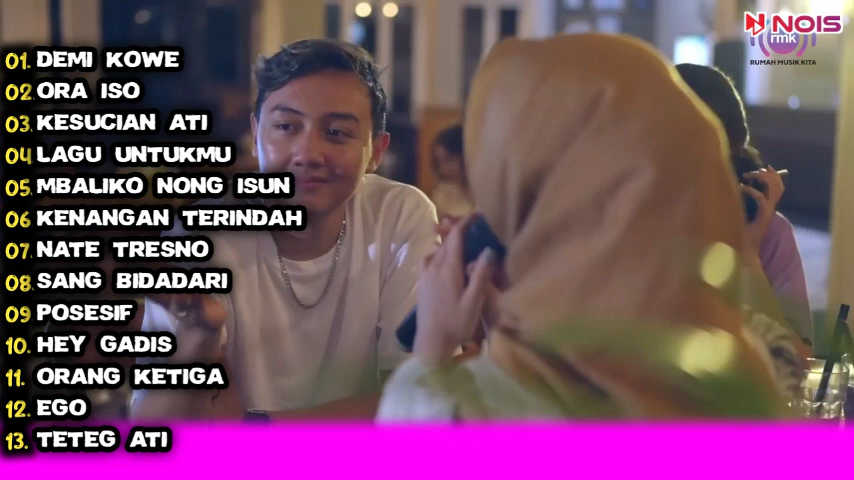 NOIS
rmk
RUMAH MUSIK KITA
01. DEMI KOWE
02. ORA ISO
03. KESUCIAN ATI
04 LAGU UNTUKMU
05. MBALIKO NONG ISUN
06 KENANGAN TERINDAH
07. NATE TRESNO
08. SANG BIDADARI
09 POSESIF
10. HEY GADIS
11. ORANG KETIGA
12. EGO
13. TETEG ATI